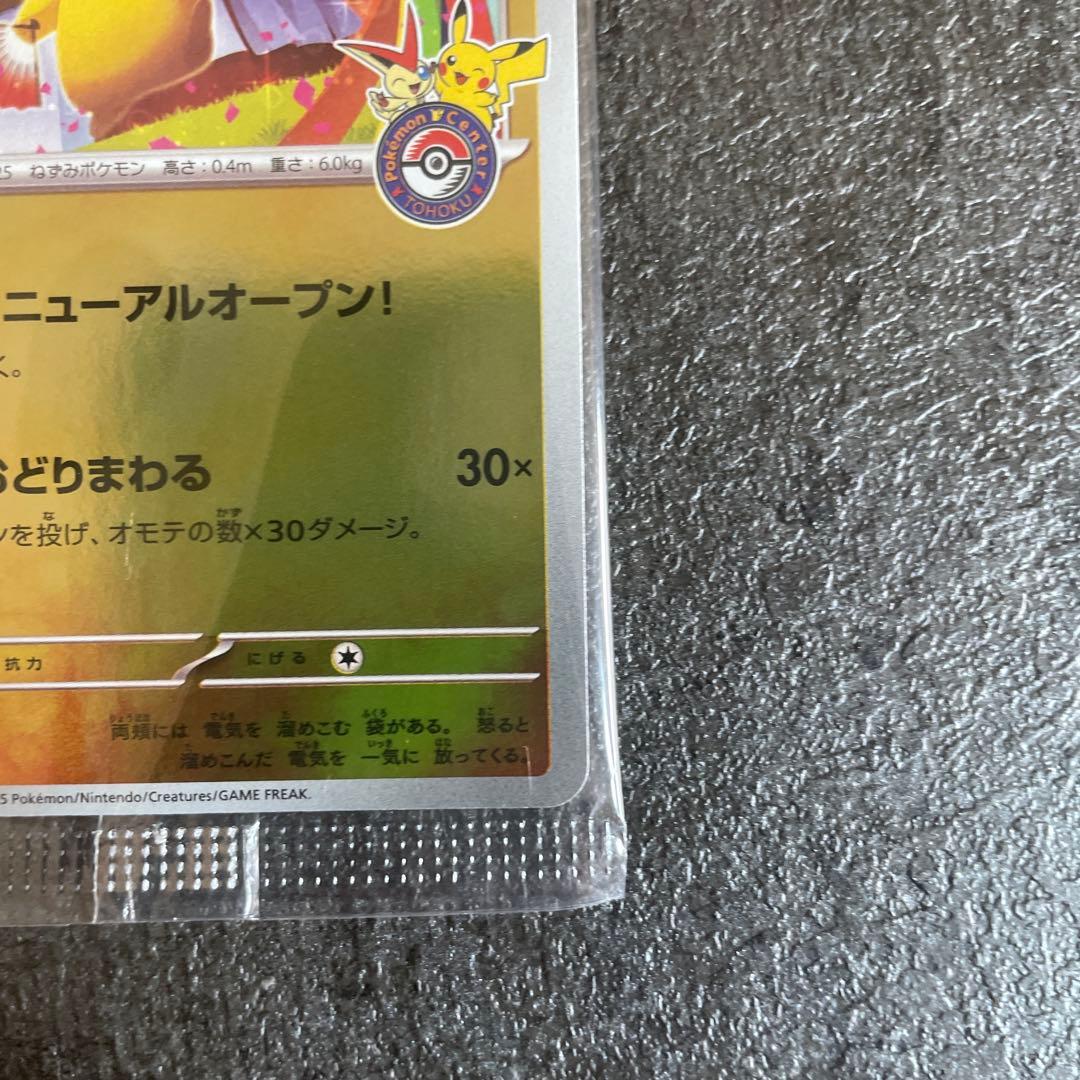 Pokémon Center
TOHOKU
25 ねずみポケモン 高さ:0.4m 重さ:6.0kg
ニューアルオープン!
く。
おどりまわる 30×
ンを投げ、オモテの数×30ダメージ。
抗力 にげる
両頬には 電気を 溜めこむ 袋がある。 怒ると
溜めこんだ 電気を 一気に 放ってくる。
5 Pokémon/Nintendo/Creatures/GAME FREAK.